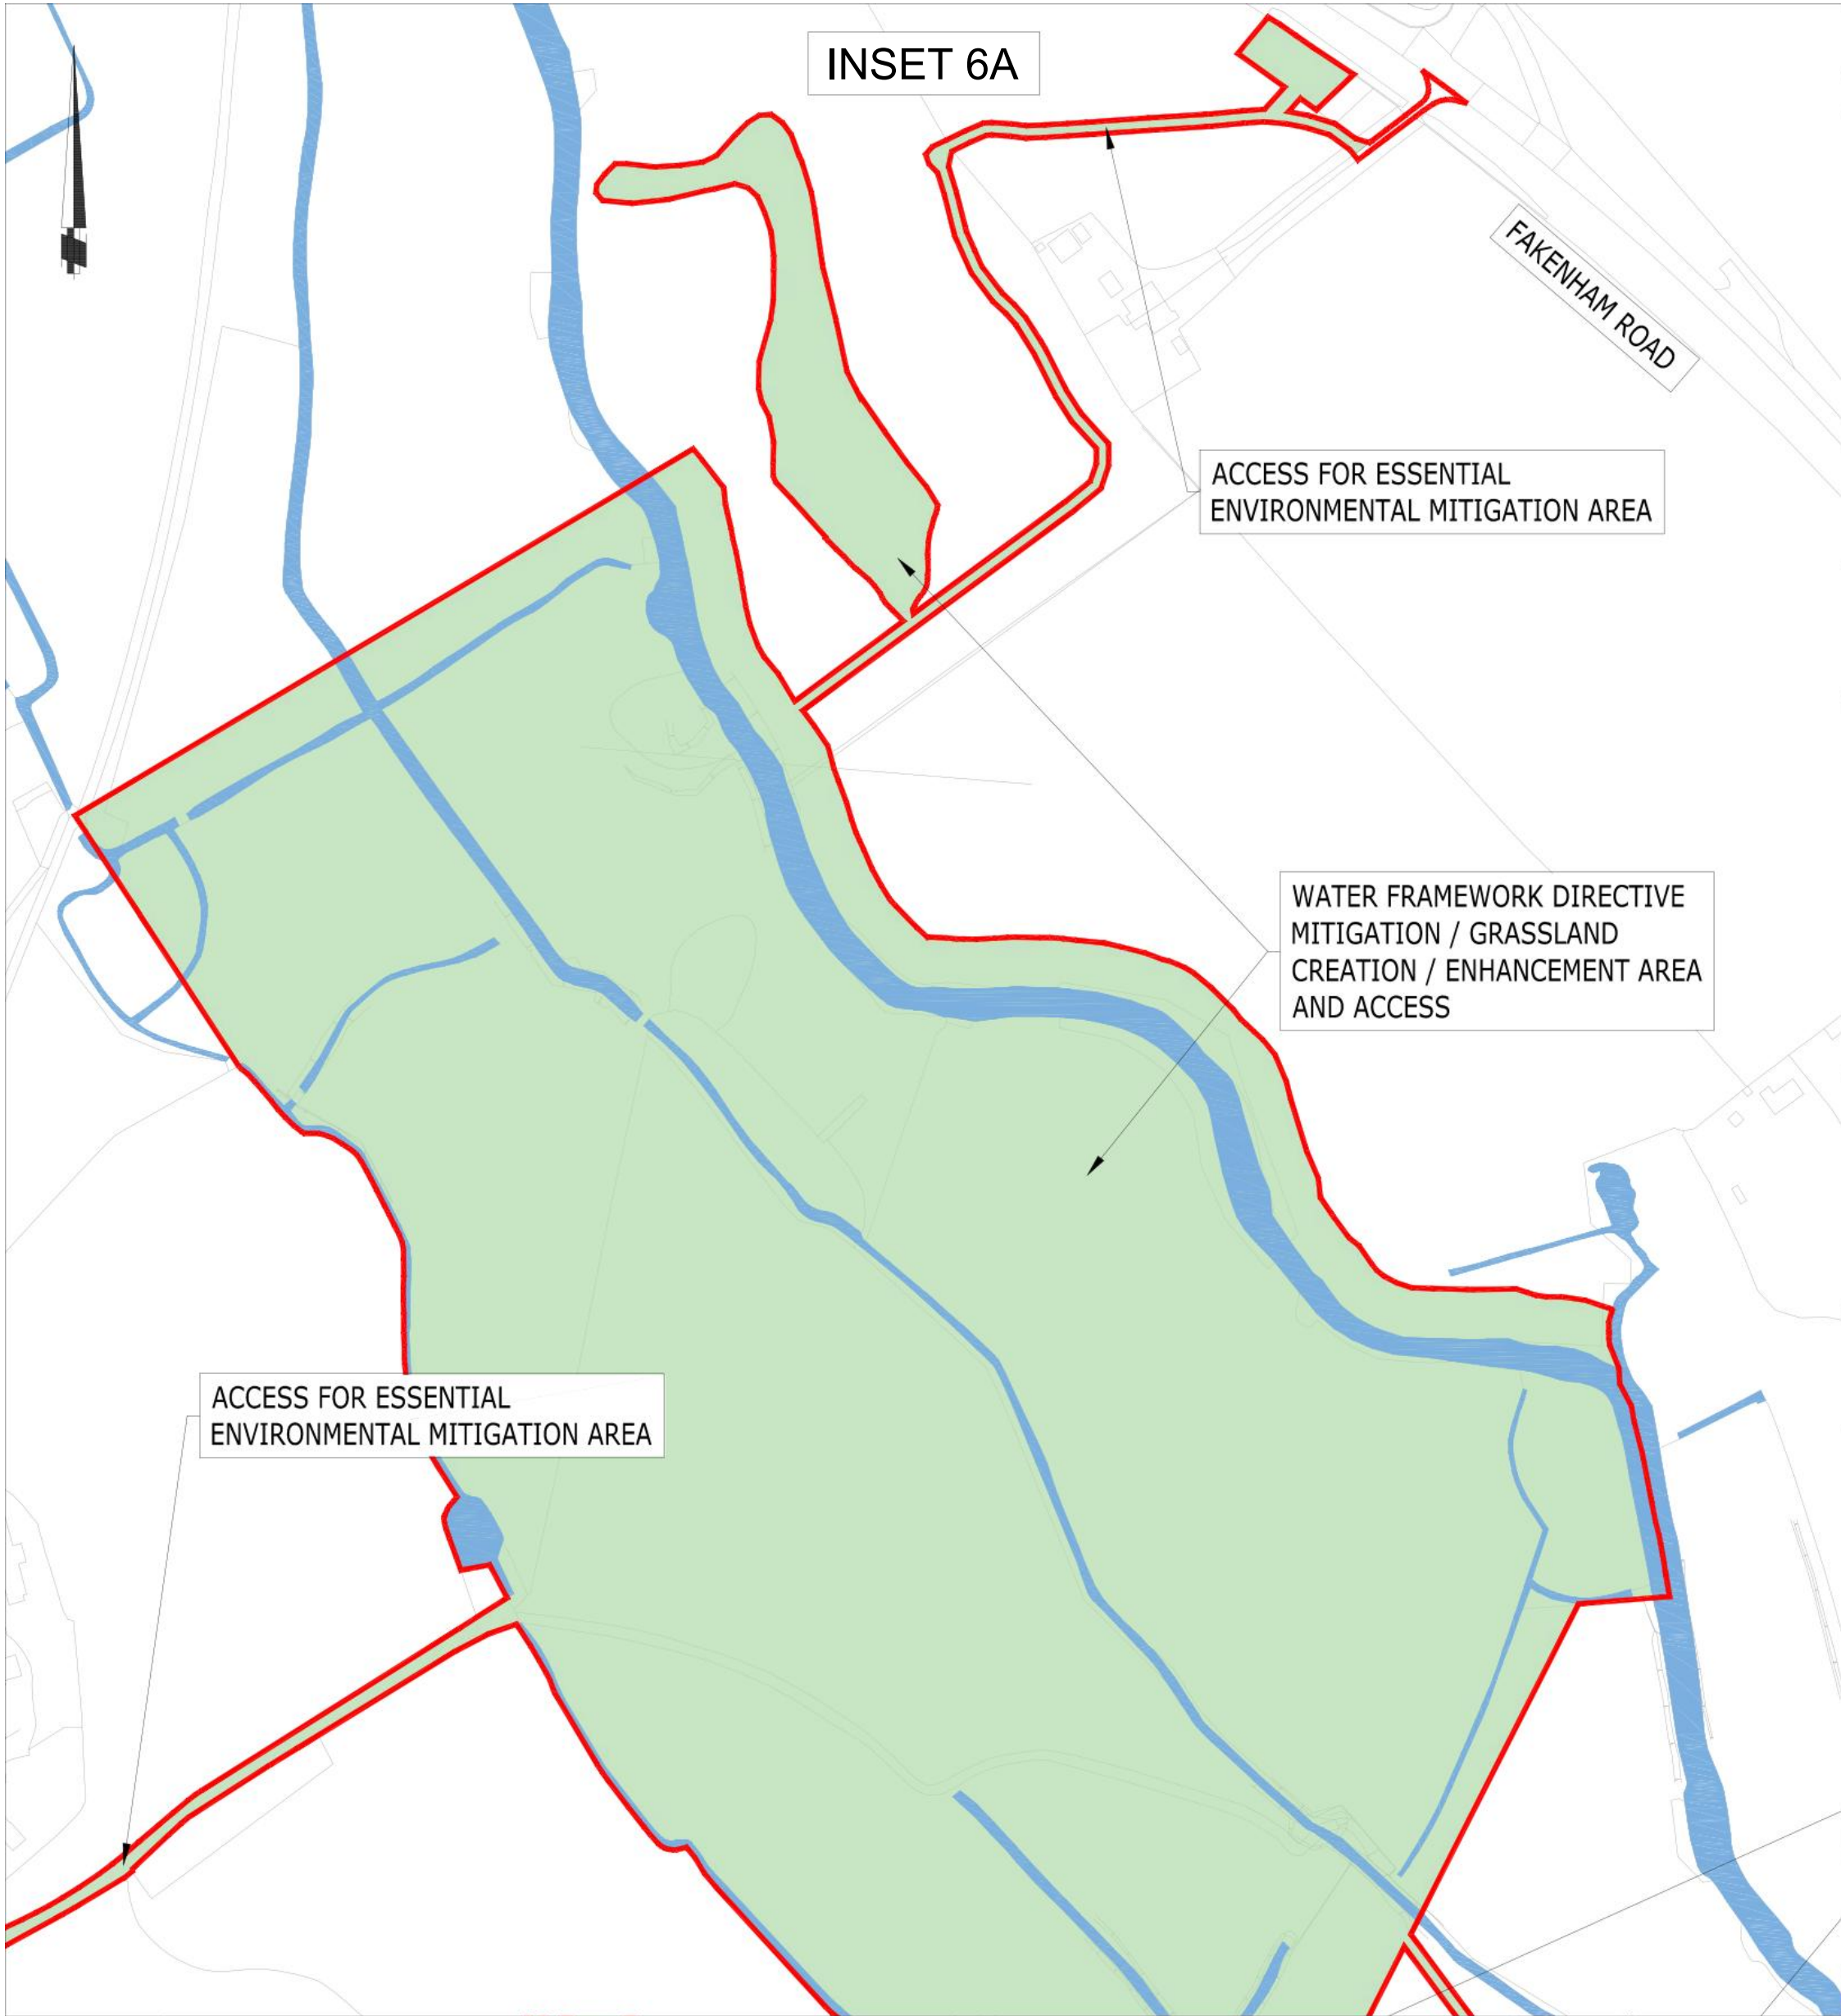 INSET 6A
FAKENHAM ROAD
ACCESS FOR ESSENTIAL
ENVIRONMENTAL MITIGATION AREA
WATER FRAMEWORK DIRECTIVE
MITIGATION / GRASSLAND
CREATION / ENHANCEMENT AREA
AND ACCESS
ACCESS FOR ESSENTIAL
ENVIRONMENTAL MITIGATION AREA